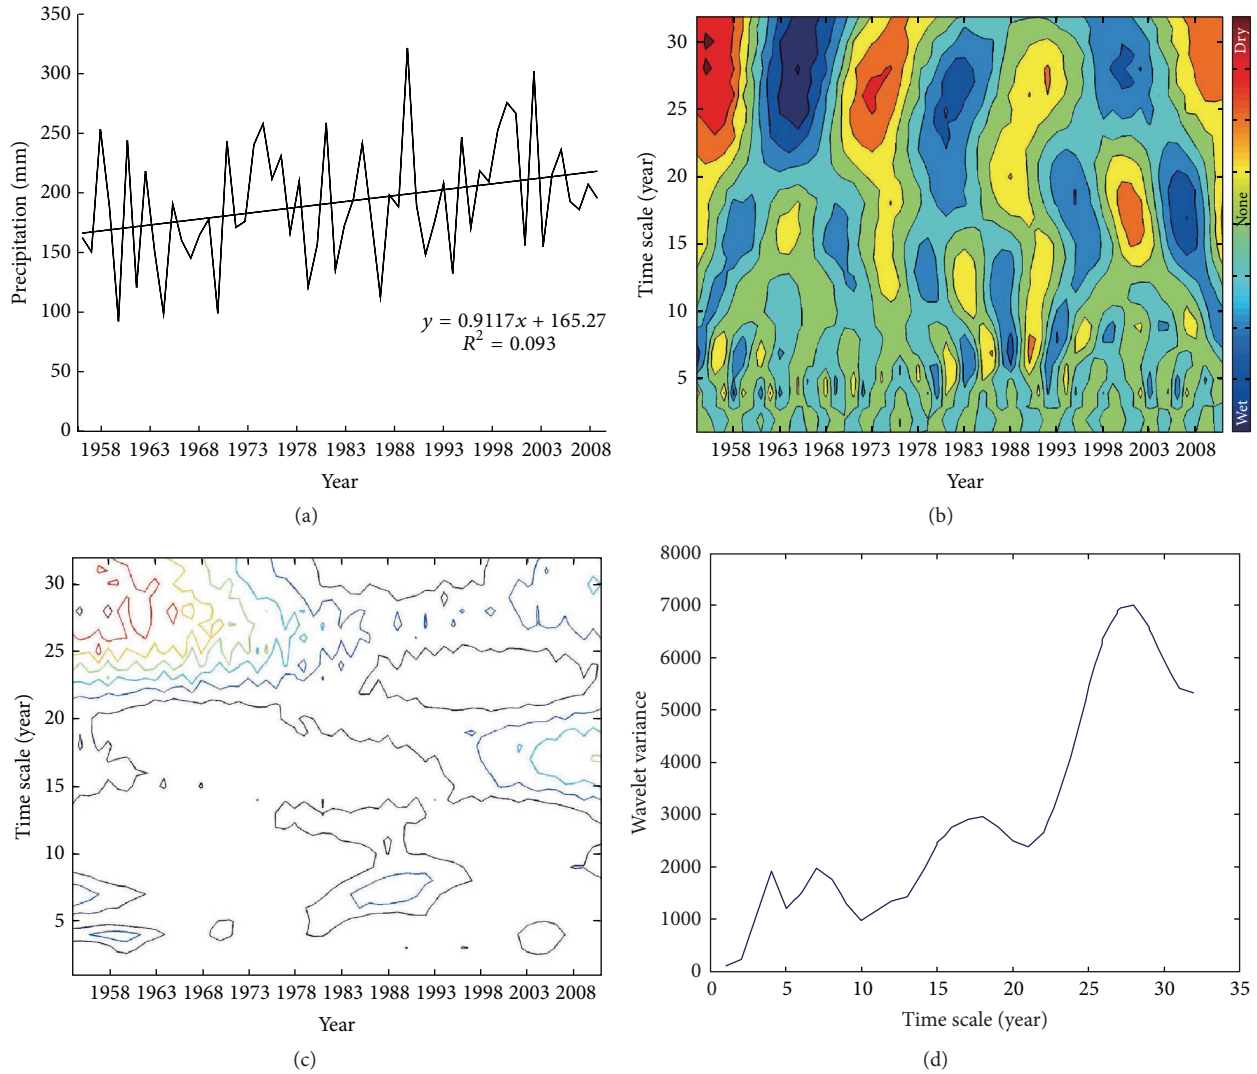 350
300
250
200
150
100
50
0
Precipitation (mm)
y = 0.9117x + 165.27
R² = 0.093
1958 1963 1968 1973 1978 1983 1988 1993 1998 2003 2008
Year
(a)
30
25
20
15
10
5
Time scale (year)
1958 1963 1968 1973 1978 1983 1988 1993 1998 2003 2008
Year
Dry
None
Wet
(b)
30
25
20
15
10
5
Time scale (year)
1958 1963 1968 1973 1978 1983 1988 1993 1998 2003 2008
Year
(c)
8000
7000
6000
5000
4000
3000
2000
1000
0
Wavelet variance
0 5 10 15 20 25 30 35
Time scale (year)
(d)